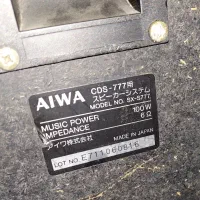 AIWA
CDS-777用
スピーカーシステム
MODEL NO. SX-S777
MUSIC POWER 100W
IMPEDANCE 6Ω
アイワ株式会社 MADE IN JAPAN
LOT NO. E711060816